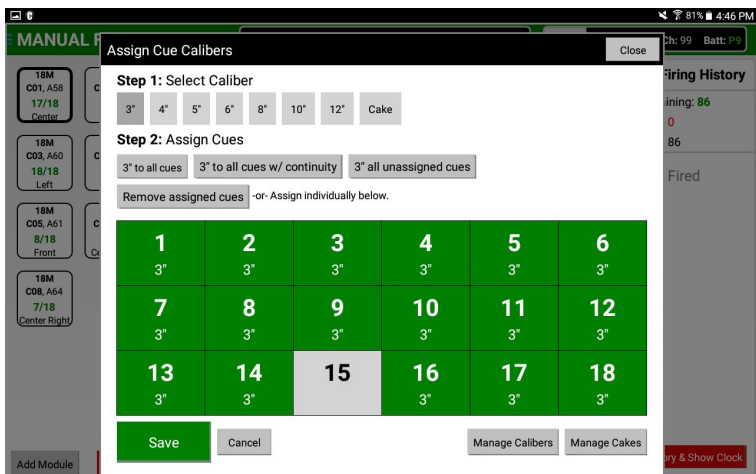 81% 4:46 PM
MANUAL
Ch: 99 Batt: P9
Assign Cue Calibers
Close
Step 1: Select Caliber
3" 4" 5" 6" 8" 10" 12" Cake
Step 2: Assign Cues
3" to all cues 3" to all cues w/ continuity 3" all unassigned cues
Remove assigned cues -or- Assign individually below.
1 2 3 4 5 6
3" 3" 3" 3" 3" 3"
7 8 9 10 11 12
3" 3" 3" 3" 3" 3"
13 14 15 16 17 18
3" 3" 3" 3" 3"
Save Cancel Manage Calibers Manage Cakes
18M
C01, A58
17/18
Center
18M
C03, A60
18/18
Left
18M
C05, A61
8/18
Front
18M
C08, A64
7/18
Center Right
Add Module
Firing History
ining: 86
0
86
Fired
ory & Show Clock